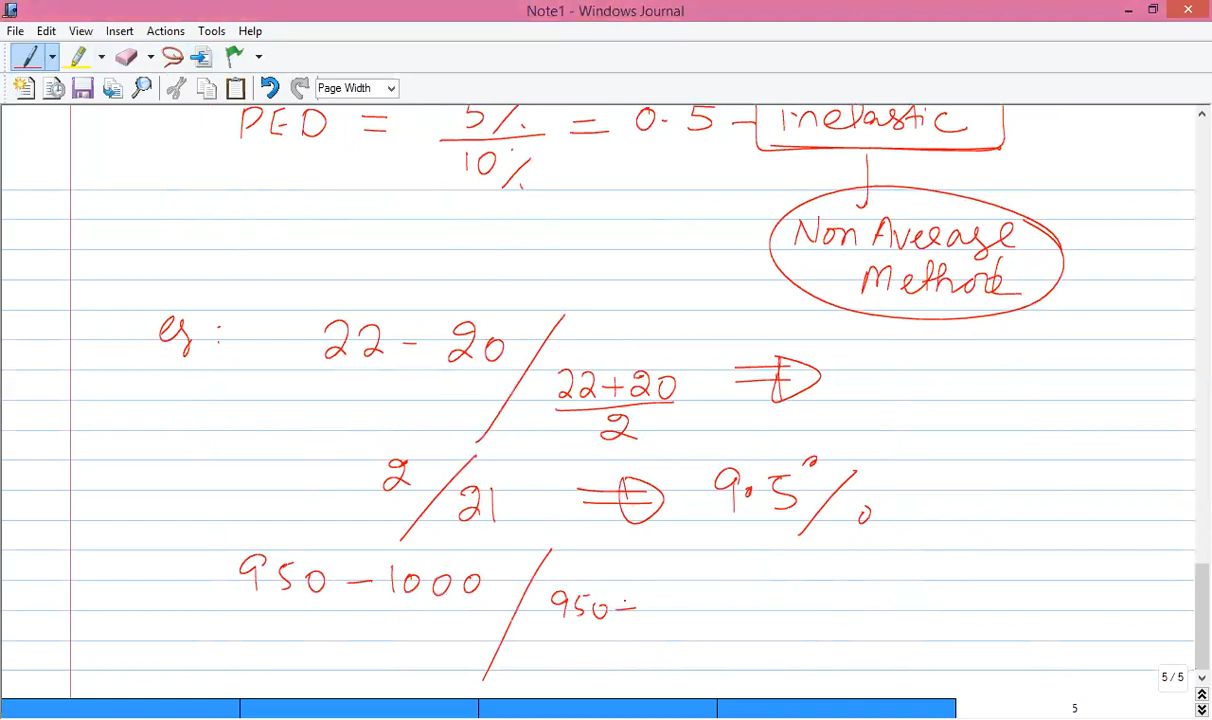 Note1 - Windows Journal
File Edit View Insert Actions Tools Help
Page Width
PED = 5% / 10% = 0.5 - inelastic
Non Average
Method
eg : 22 - 20 / 22+20 / 2 ⇒
2 / 21 ⇒ 9.5%
950 - 1000 / 950 +
5 / 5
5